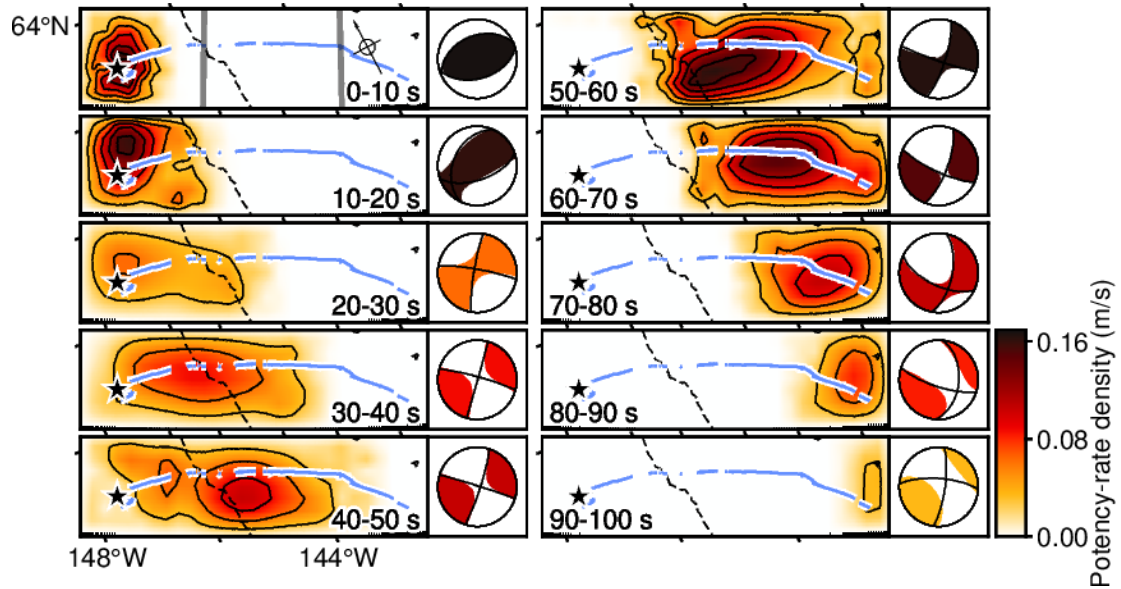 64°N
0-10 s
50-60 s
10-20 s
60-70 s
20-30 s
70-80 s
30-40 s
80-90 s
40-50 s
90-100 s
148°W
144°W
0.16
0.08
0.00
Potency-rate density (m/s)